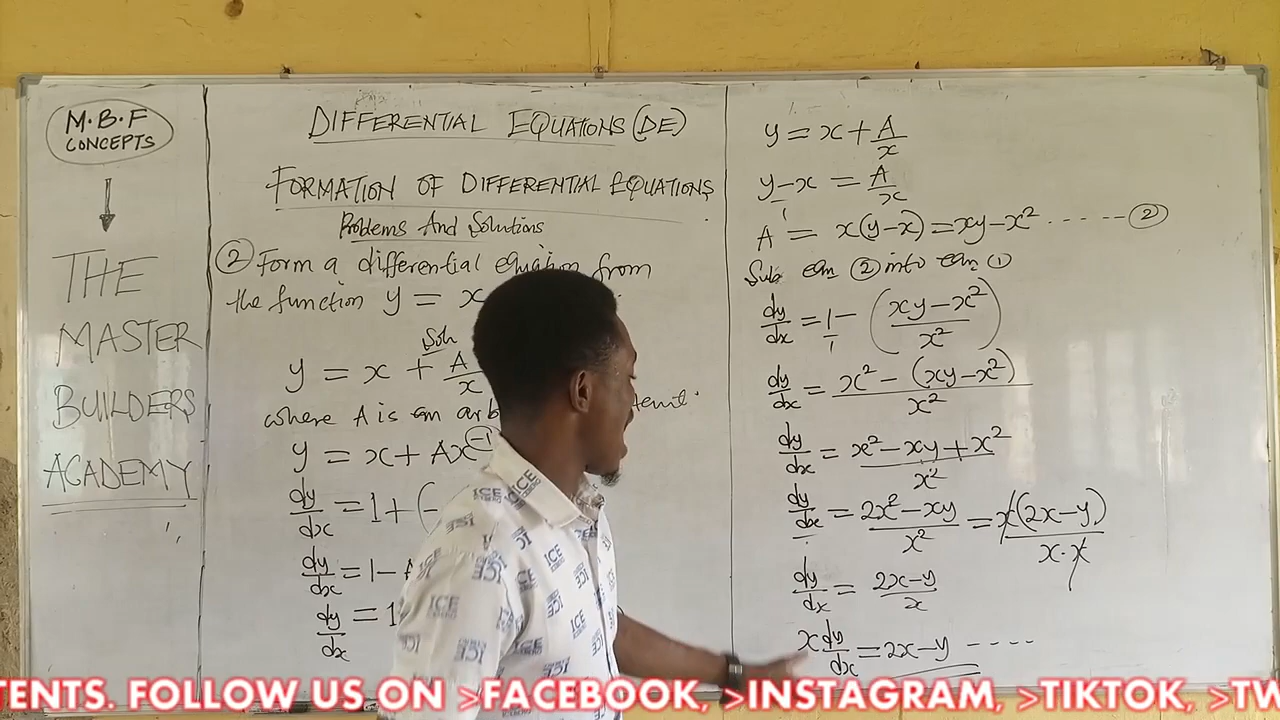 M.B.F
CONCEPTS
THE
MASTER
BUILDERS
ACADEMY
DIFFERENTIAL EQUATIONS (DE)
FORMATION OF DIFFERENTIAL EQUATIONS
Problems And Solutions
② Form a differential equation from
the function y = x
Soln
y = x + A/x
where A is an arb
y = x + Ax^-1
dy/dx = 1 + (-
dy/dx = 1 -
dy/dx = 1
y = x + A/x
y - x = A/x
A = x(y-x) = xy - x² ------ ②
Sub eqn ② into eqn ①
dy/dx = 1 - (xy - x²/x²)
dy/dx = x² - (xy - x²)/x²
dy/dx = x² - xy + x²/x²
dy/dx = 2x² - xy/x² = x(2x - y)/x·x
dy/dx = 2x - y/x
x dy/dx = 2x - y ----
TENTS. FOLLOW US ON >FACEBOOK, >INSTAGRAM, >TIKTOK, >TW